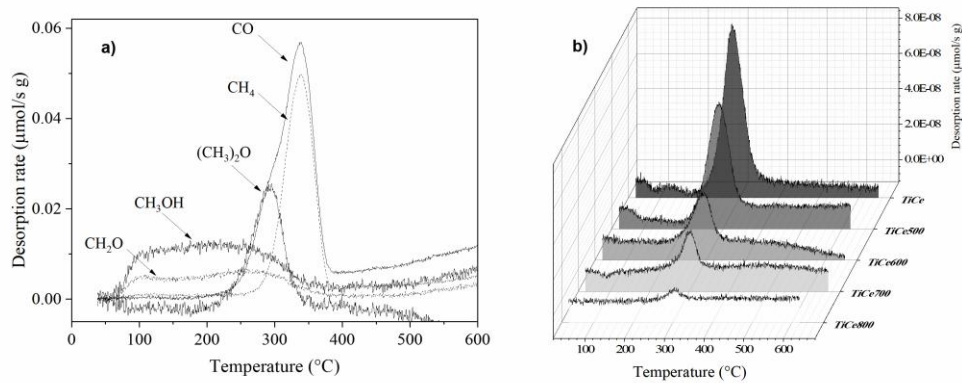 a)
0.06
0.04
0.02
0.00
Desorption rate (μmol/s g)
CO
CH4
(CH3)2O
CH3OH
CH2O
0 100 200 300 400 500 600
Temperature (°C)
b)
8.0E-08
6.0E-08
4.0E-08
2.0E-08
0.0E+00
Desorption rate (μmol/s g)
TiCe
TiCe500
TiCe600
TiCe700
TiCe800
100 200 300 400 500 600
Temperature (°C)